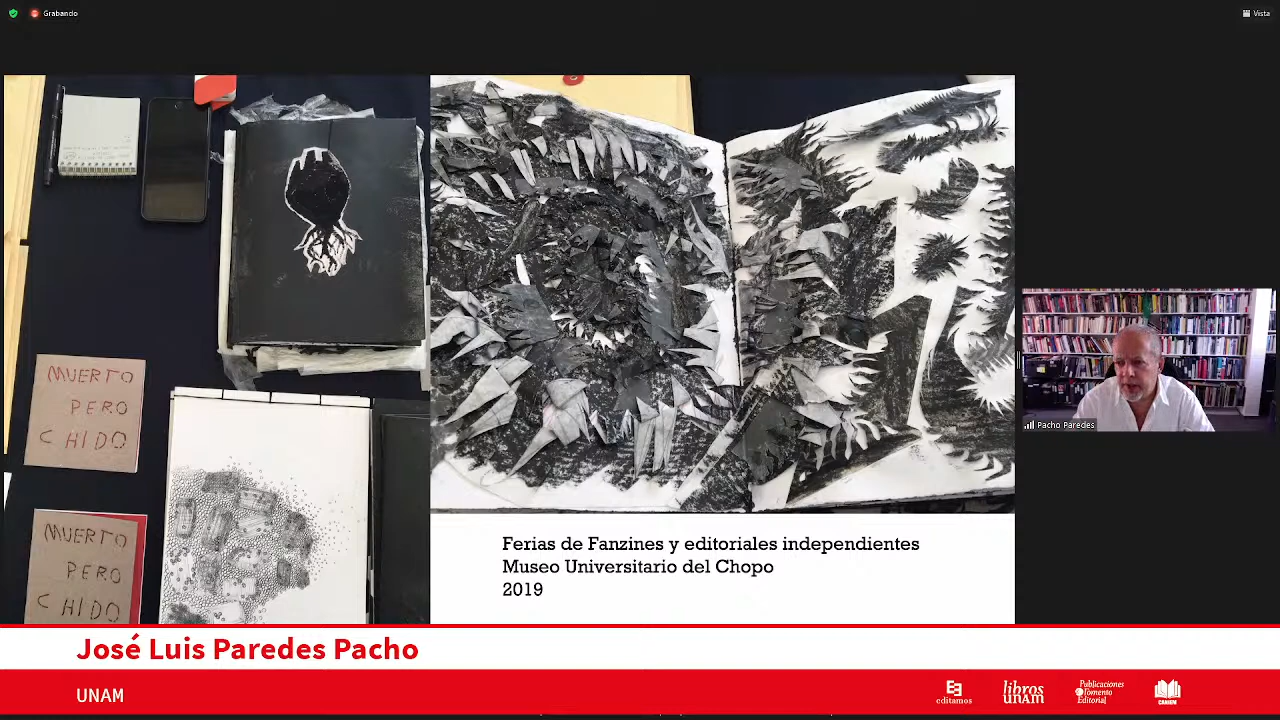 Grabando
Vista
MUERTO
PERO
CHIDO
MUERTO
PERO
CHIDO
Ferias de Fanzines y editoriales independientes
Museo Universitario del Chopo
2019
Pacho Paredes
José Luis Paredes Pacho
UNAM
editamos
libros
unam
Publicaciones
Fomento
Editorial
CANIEM